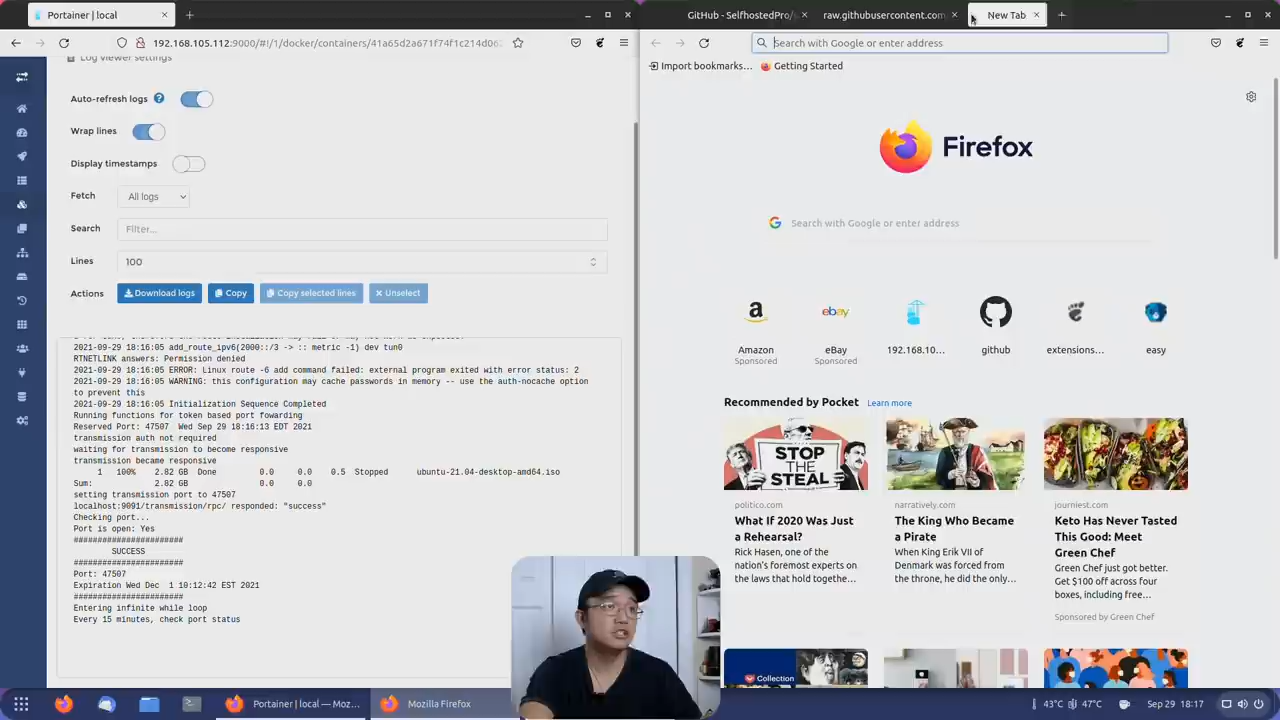 Portainer | local
GitHub - SelfhostedPro/s
raw.githubusercontent.com
New Tab
192.168.105.112:9000/#!/1/docker/containers/41a65d2a671f74f1c214d06
Search with Google or enter address
Import bookmarks...
Getting Started
Log viewer settings
Auto-refresh logs
Wrap lines
Display timestamps
Fetch
All logs
Search
Filter...
Lines
100
Actions
Download logs
Copy
Copy selected lines
Unselect
2021-09-29 18:16:05 add_route_ipv6(2000::/3 -> :: metric -1) dev tun0
RTNETLINK answers: Permission denied
2021-09-29 18:16:05 ERROR: Linux route -6 add command failed: external program exited with error status: 2
2021-09-29 18:16:05 WARNING: this configuration may cache passwords in memory -- use the auth-nocache option
to prevent this
2021-09-29 18:16:05 Initialization Sequence Completed
Running functions for token based port fowarding
Reserved Port: 47507  Wed Sep 29 18:16:13 EDT 2021
transmission auth not required
waiting for transmission to become responsive
transmission became responsive
1   100%   2.82 GB  Done         0.0     0.0    0.5  Stopped      ubuntu-21.04-desktop-amd64.iso
Sum:            2.82 GB               0.0     0.0
setting transmission port to 47507
localhost:9091/transmission/rpc/ responded: "success"
Checking port...
Port is open: Yes
########################
SUCCESS
########################
Port: 47507
Expiration Wed Dec  1 10:12:42 EST 2021
########################
Entering infinite while loop
Every 15 minutes, check port status
Firefox
Search with Google or enter address
Amazon
Sponsored
eBay
Sponsored
192.168.10...
github
extensions...
easy
Recommended by Pocket
Learn more
STOP
THE
STEAL
politico.com
What If 2020 Was Just
a Rehearsal?
Rick Hasen, one of the
nation's foremost experts on
the laws that hold togethe...
narratively.com
The King Who Became
a Pirate
When King Erik VII of
Denmark was forced from
the throne, he did the only...
journiest.com
Keto Has Never Tasted
This Good: Meet
Green Chef
Green Chef just got better.
Get $100 off across four
boxes, including free...
Sponsored by Green Chef
Collection
Portainer | local — Moz...
Mozilla Firefox
43°C
47°C
Sep 29 18:17